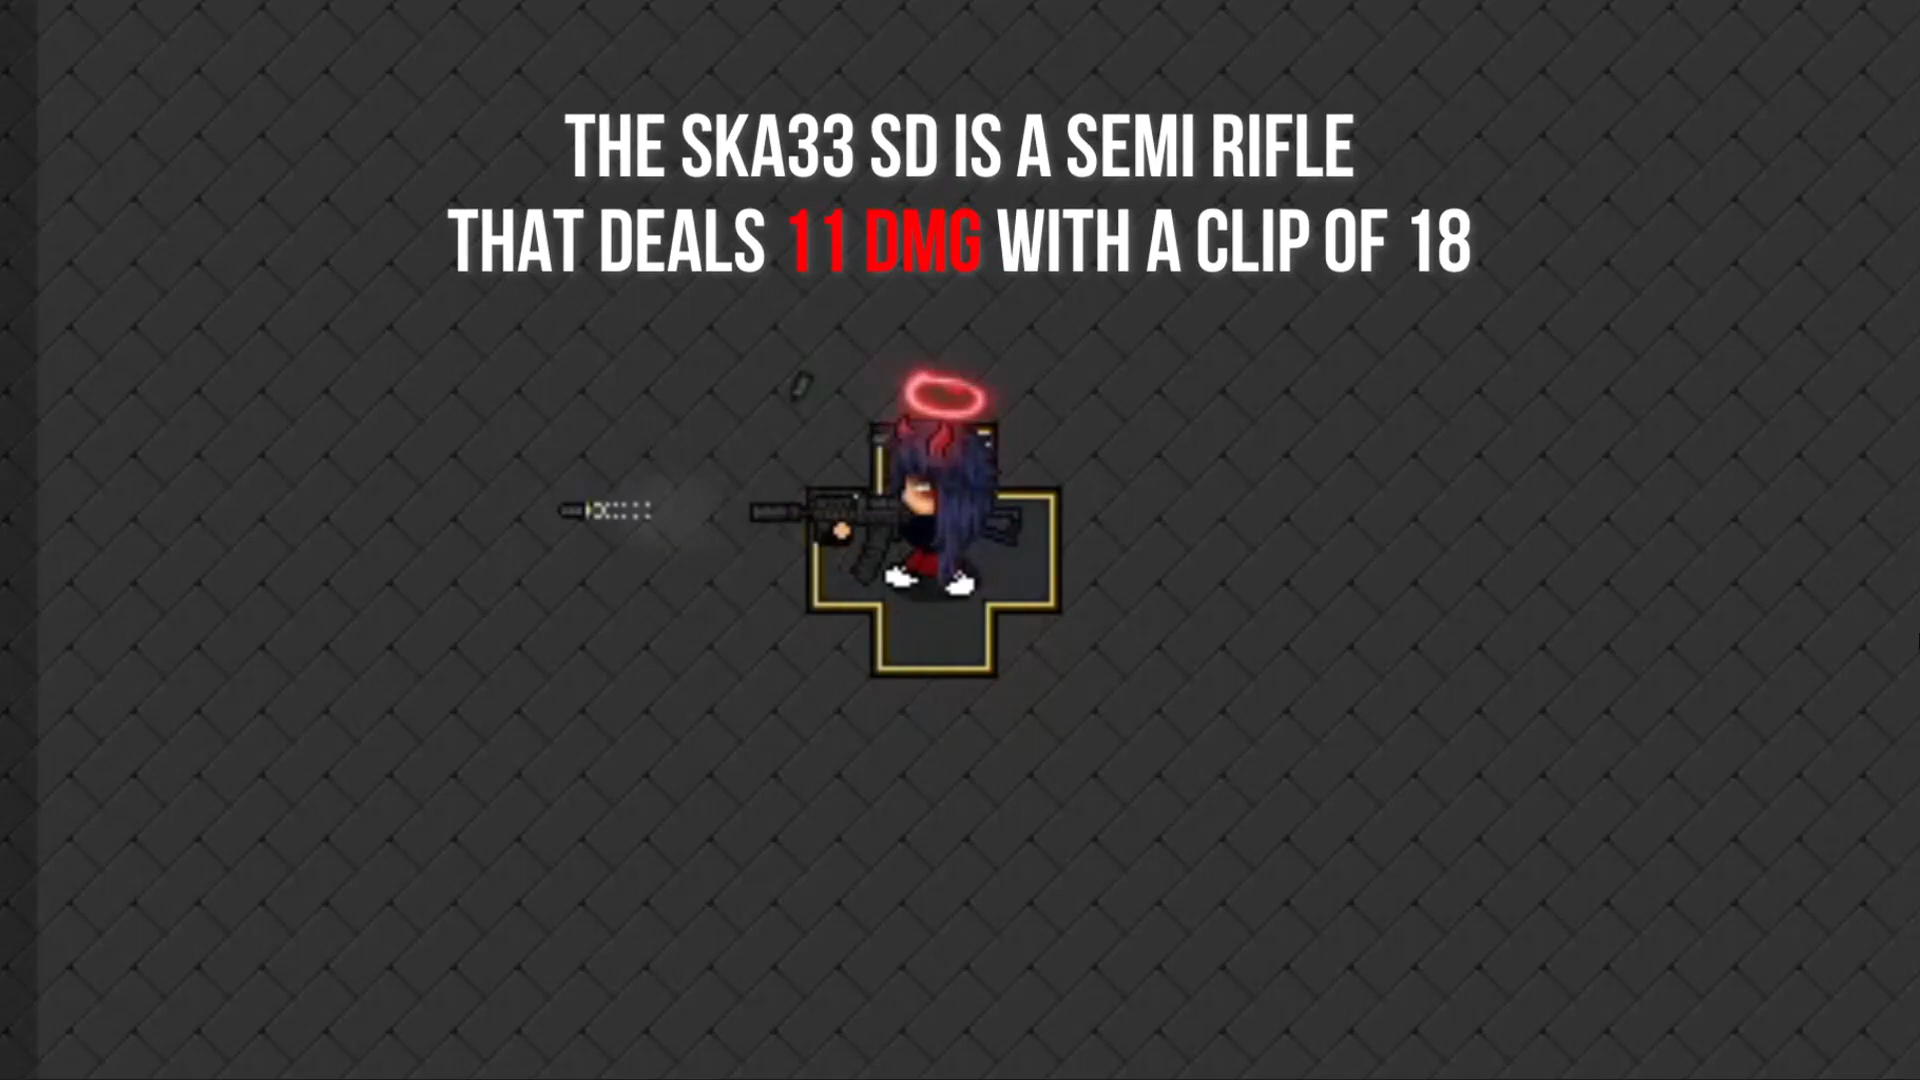 THE SKA33 SD IS A SEMI RIFLE
THAT DEALS 11 DMG WITH A CLIP OF 18